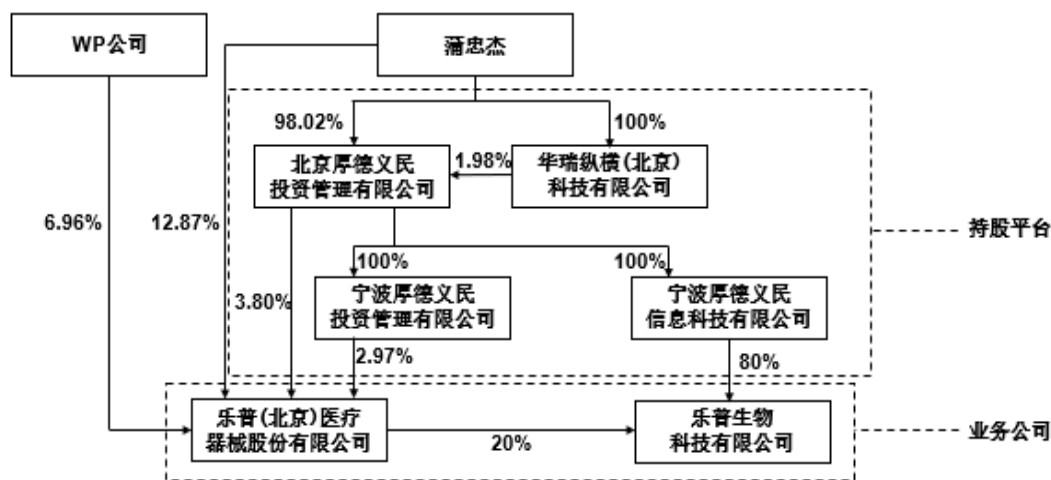 WP公司
蒲忠杰
98.02%
100%
北京厚德义民
投资管理有限公司
1.98%
华瑞纵横(北京)
科技有限公司
6.96%
12.87%
持股平台
100%
100%
3.80%
宁波厚德义民
投资管理有限公司
宁波厚德义民
信息科技有限公司
2.97%
80%
乐普(北京)医疗
器械股份有限公司
20%
乐普生物
科技有限公司
业务公司